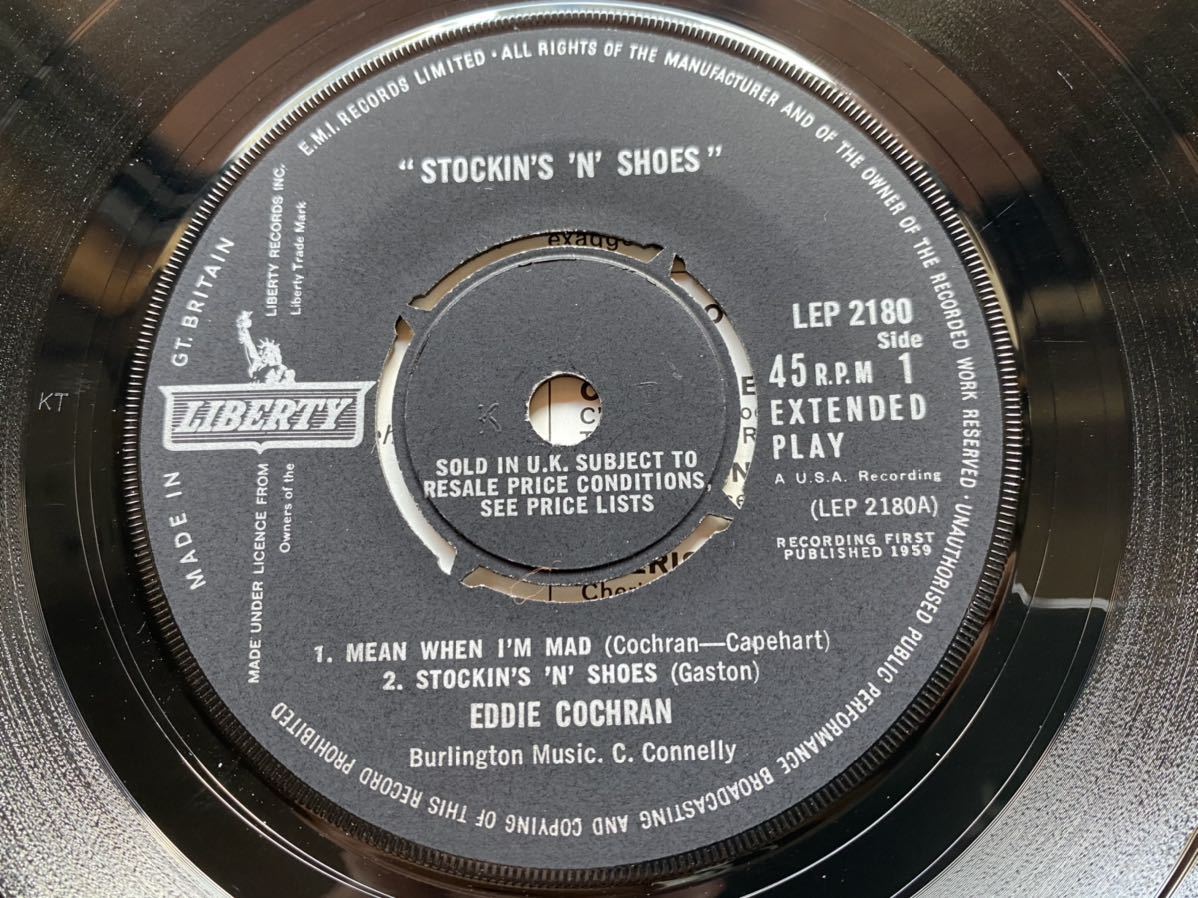 E.M.I. RECORDS LIMITED · ALL RIGHTS OF THE MANUFACTURER AND OF THE OWNER OF THE RECORDED WORK RESERVED · UNAUTHORISED PUBLIC PERFORMANCE BROADCASTING AND COPYING OF THIS RECORD PROHIBITED
MADE IN GT. BRITAIN
"STOCKIN'S 'N' SHOES"
LIBERTY RECORDS INC.
Liberty Trade Mark
LIBERTY
MADE UNDER LICENCE FROM
Owners of the
LEP 2180
Side
45 R.P.M 1
EXTENDED
PLAY
A U.S.A. Recording
(LEP 2180A)
RECORDING FIRST
PUBLISHED 1959
KT
K
SOLD IN U.K. SUBJECT TO
RESALE PRICE CONDITIONS,
SEE PRICE LISTS
1. MEAN WHEN I'M MAD (Cochran—Capehart)
2. STOCKIN'S 'N' SHOES (Gaston)
EDDIE COCHRAN
Burlington Music. C. Connelly